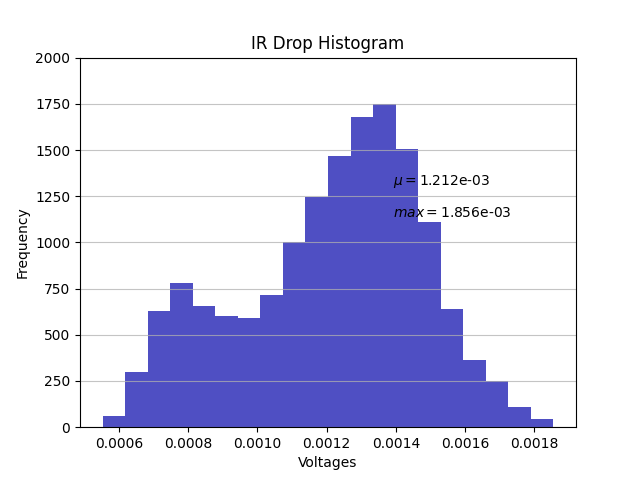 IR Drop Histogram
2000
1750
1500
1250
1000
750
500
250
0
Frequency
μ = 1.212e-03
max = 1.856e-03
0.0006 0.0008 0.0010 0.0012 0.0014 0.0016 0.0018
Voltages